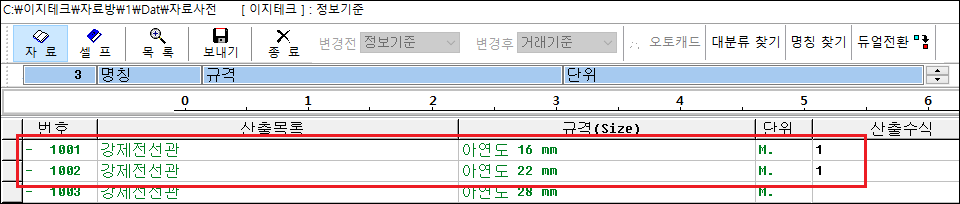 C:\이지테크\자료방\1\Dat\자료사전 [ 이지테크 ] : 정보기준
자 료 셀 프 목 록 보내기 종 료 변경전 정보기준 변경후 거래기준 오토캐드 대분류 찾기 명칭 찾기 듀얼전환
3 명칭 규격 단위
0 1 2 3 4 5 6
번호 산출목록 규격(Size) 단위 산출수식
- 1001 강제전선관 아연도 16 mm M. 1
- 1002 강제전선관 아연도 22 mm M. 1
- 1003 강제전선관 아연도 28 mm M.